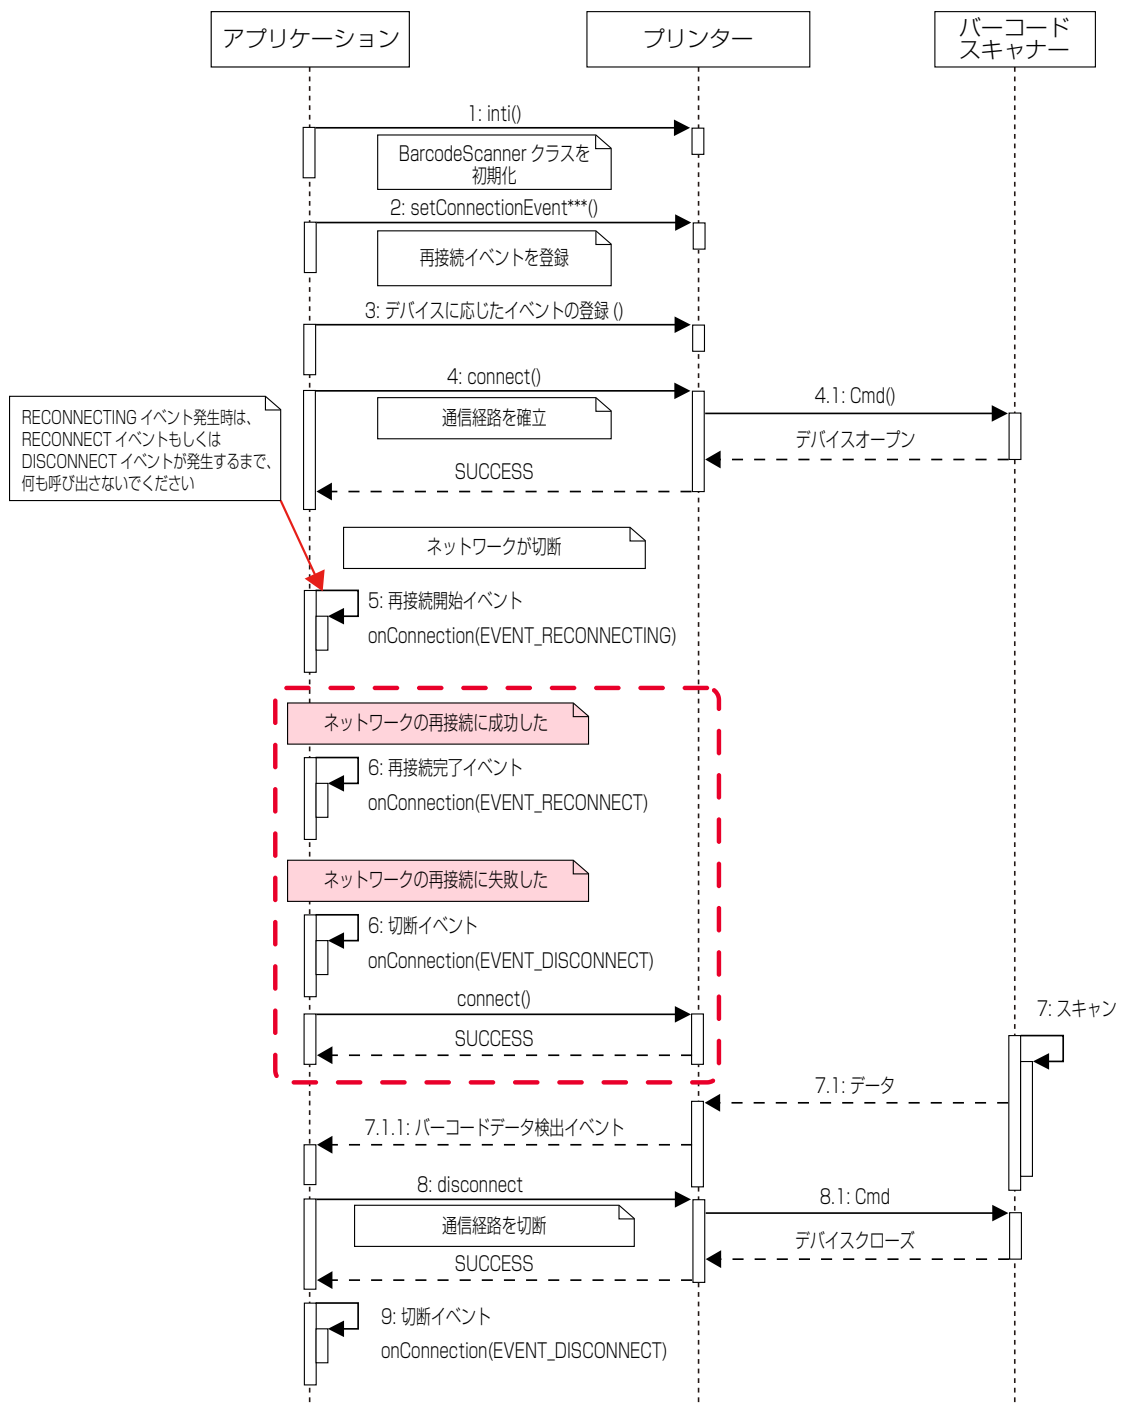 アプリケーション
プリンター
バーコード
スキャナー
1: inti()
BarcodeScanner クラスを
初期化
2: setConnectionEvent***()
再接続イベントを登録
3: デバイスに応じたイベントの登録 ()
4: connect()
4.1: Cmd()
通信経路を確立
デバイスオープン
SUCCESS
RECONNECTING イベント発生時は、
RECONNECT イベントもしくは
DISCONNECT イベントが発生するまで、
何も呼び出さないでください
ネットワークが切断
5: 再接続開始イベント
onConnection(EVENT_RECONNECTING)
ネットワークの再接続に成功した
6: 再接続完了イベント
onConnection(EVENT_RECONNECT)
ネットワークの再接続に失敗した
6: 切断イベント
onConnection(EVENT_DISCONNECT)
connect()
SUCCESS
7: スキャン
7.1: データ
7.1.1: バーコードデータ検出イベント
8: disconnect
8.1: Cmd
通信経路を切断
デバイスクローズ
SUCCESS
9: 切断イベント
onConnection(EVENT_DISCONNECT)